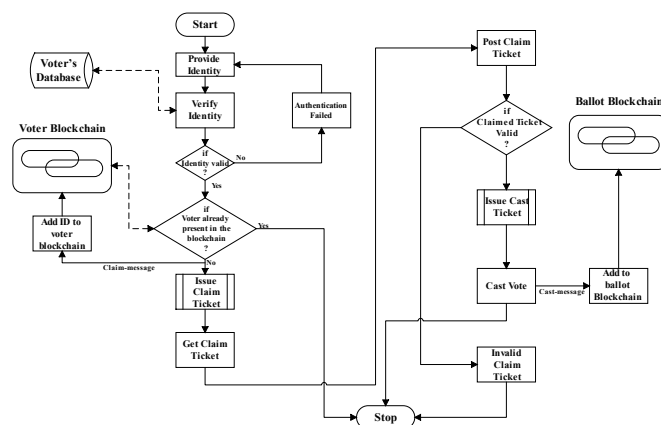 Start
Provide
Identity
Voter's
Database
Verify
Identity
Authentication
Failed
if
Identity valid
?
No
Yes
Voter Blockchain
Add ID to
voter
blockchain
if
Voter already
present in the
blockchain
?
Yes
No
Claim-message
Issue
Claim
Ticket
Get Claim
Ticket
Post Claim
Ticket
if
Claimed Ticket
Valid
?
Ballot Blockchain
Issue Cast
Ticket
Cast Vote
Cast-message
Add to
ballot
Blockchain
Invalid
Claim
Ticket
Stop